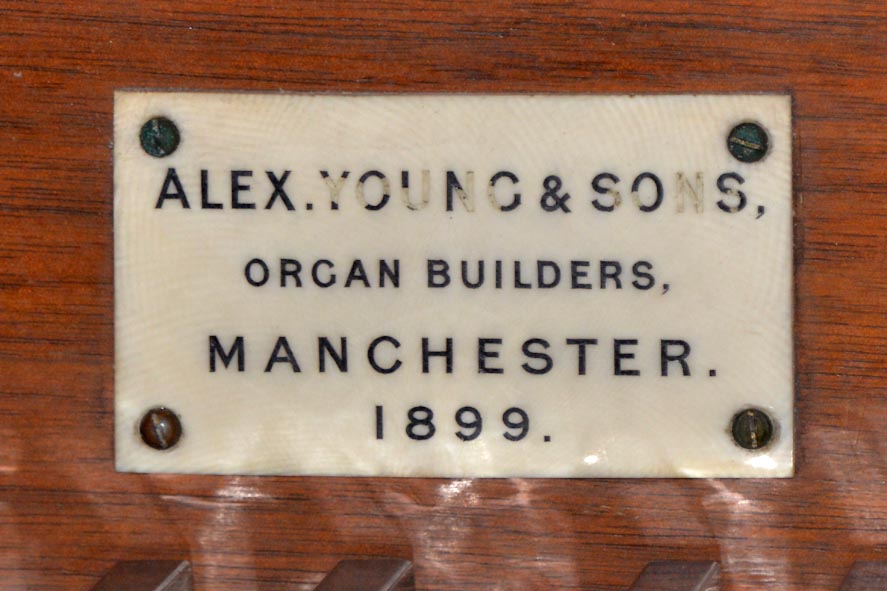 ALEX. YOUNG & SONS,
ORGAN BUILDERS,
MANCHESTER.
1899.